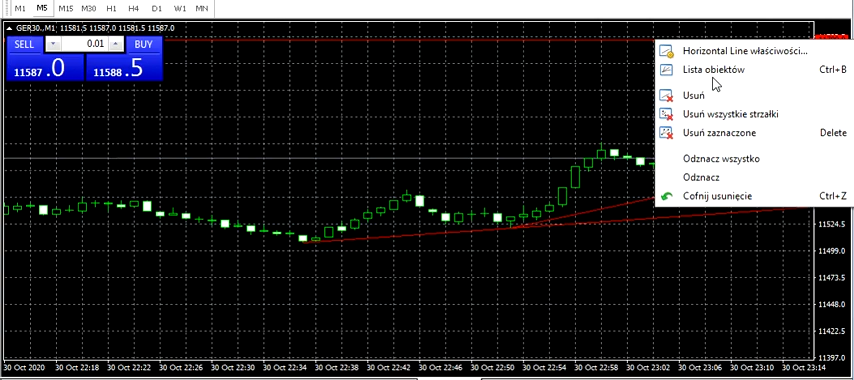 M1 M5 M15 M30 H1 H4 D1 W1 MN
GER30.,M1 11581.5 11587.0 11581.5 11587.0
SELL 0.01 BUY
11587.0 11588.5
Horizontal Line właściwości...
Lista obiektów Ctrl+B
Usuń
Usuń wszystkie strzałki
Usuń zaznaczone Delete
Odznacz wszystko
Odznacz
Cofnij usunięcie Ctrl+Z
11524.5
11499.0
11473.5
11448.0
11422.5
11397.0
30 Oct 2020 30 Oct 22:18 30 Oct 22:22 30 Oct 22:26 30 Oct 22:30 30 Oct 22:34 30 Oct 22:38 30 Oct 22:42 30 Oct 22:46 30 Oct 22:50 30 Oct 22:54 30 Oct 22:58 30 Oct 23:02 30 Oct 23:06 30 Oct 23:10 30 Oct 23:14